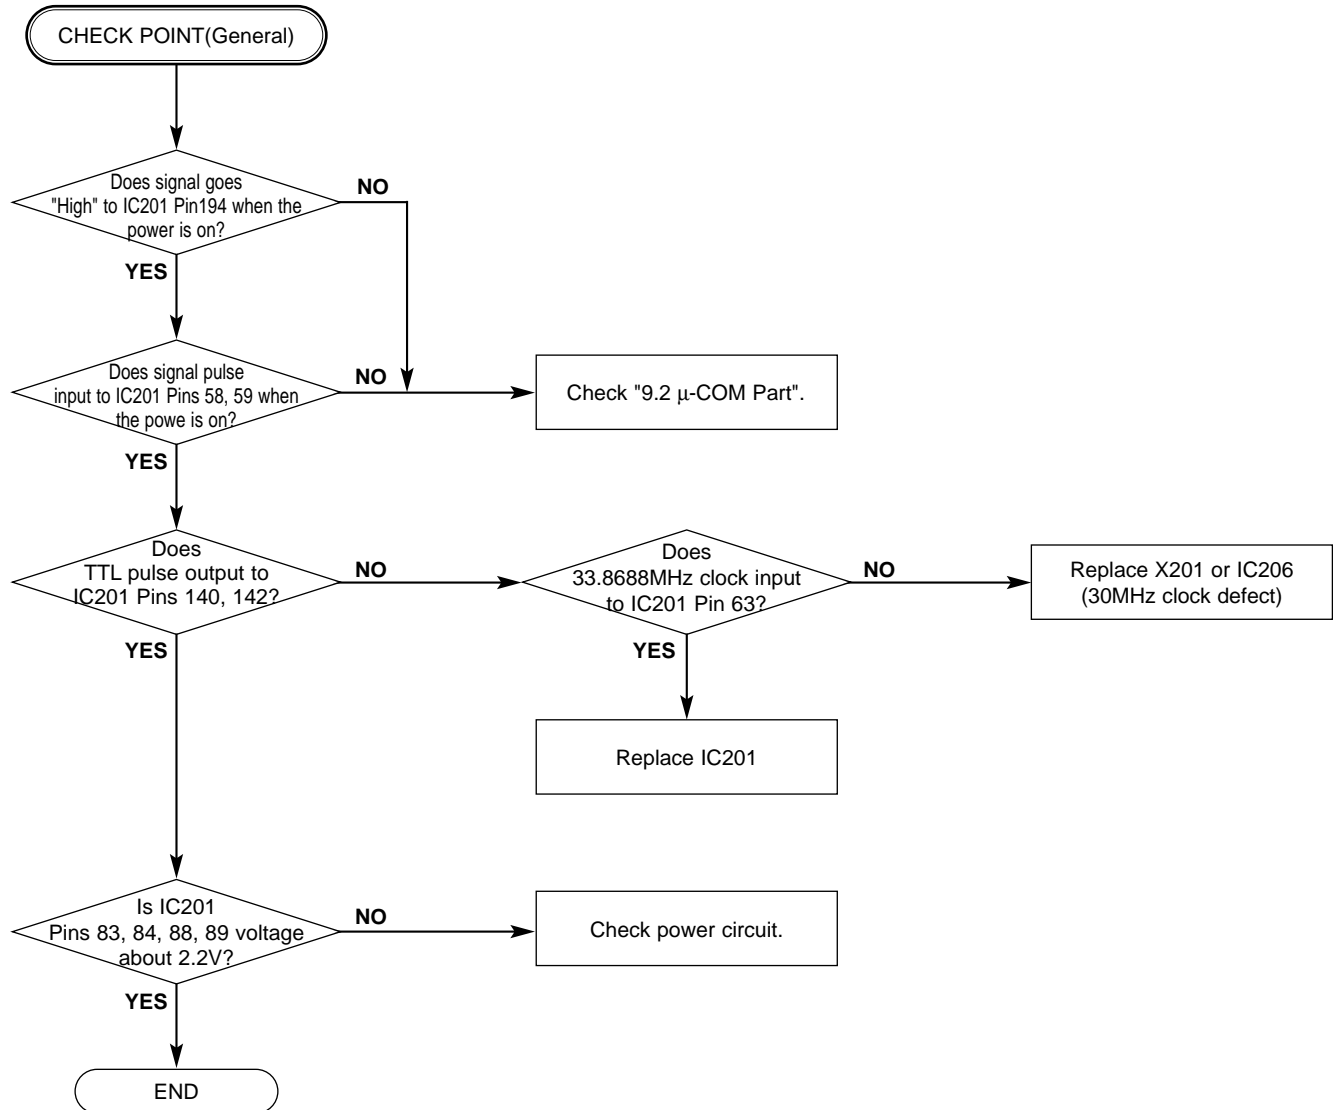 CHECK POINT(General)
Does signal goes
"High" to IC201 Pin194 when the
power is on?
NO
YES
Does signal pulse
input to IC201 Pins 58, 59 when
the powe is on?
NO
Check "9.2 μ-COM Part".
YES
Does
TTL pulse output to
IC201 Pins 140, 142?
NO
Does
33.8688MHz clock input
to IC201 Pin 63?
NO
Replace X201 or IC206
(30MHz clock defect)
YES
YES
Replace IC201
Is IC201
Pins 83, 84, 88, 89 voltage
about 2.2V?
NO
Check power circuit.
YES
END